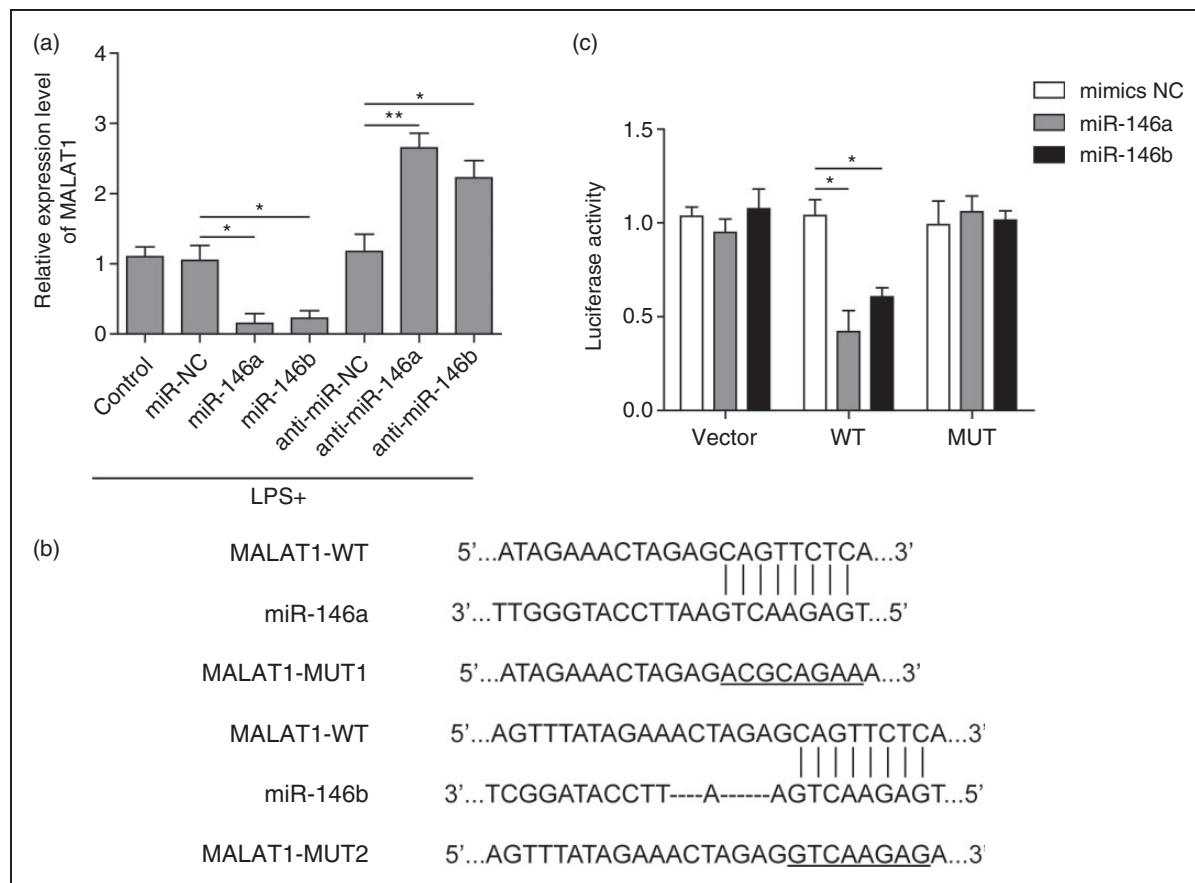 (a)
4
3
2
1
0
Relative expression level
of MALAT1
**
*
*
*
Control
miR-NC
miR-146a
miR-146b
anti-miR-NC
anti-miR-146a
anti-miR-146b
LPS+
(c)
mimics NC
miR-146a
miR-146b
1.5
1.0
0.5
0.0
Luciferase activity
*
*
Vector
WT
MUT
(b)
MALAT1-WT 5’...ATAGAAACTAGAGCAGTTCTCA...3’
miR-146a 3’...TTGGGTACCTTAAGTCAAGAGT...5’
MALAT1-MUT1 5’...ATAGAAACTAGAGACGCAGAAA...3’
MALAT1-WT 5’...AGTTTATAGAAACTAGAGCAGTTCTCA...3’
miR-146b 3’...TCGGATACCTT----A------AGTCAAGAGT...5’
MALAT1-MUT2 5’...AGTTTATAGAAACTAGAGGTCAAGAGA...3’